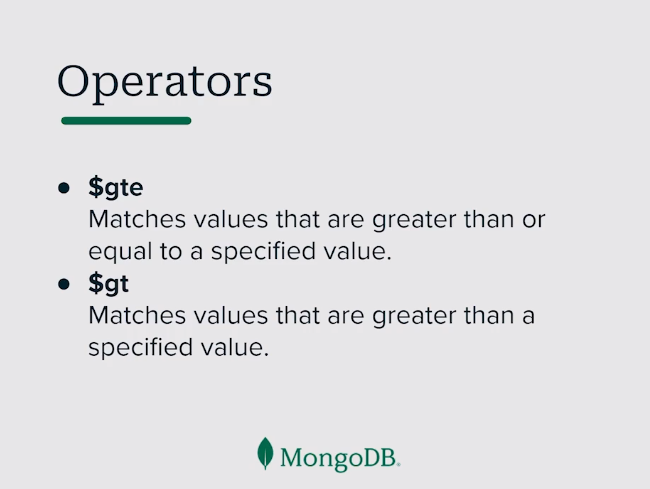 Operators
● $gte
Matches values that are greater than or
equal to a specified value.
● $gt
Matches values that are greater than a
specified value.
MongoDB®